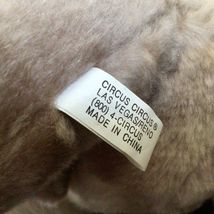 CIRCUS CIRCUS®
LAS VEGAS/RENO
(800) 4-CIRCUS
MADE IN CHINA